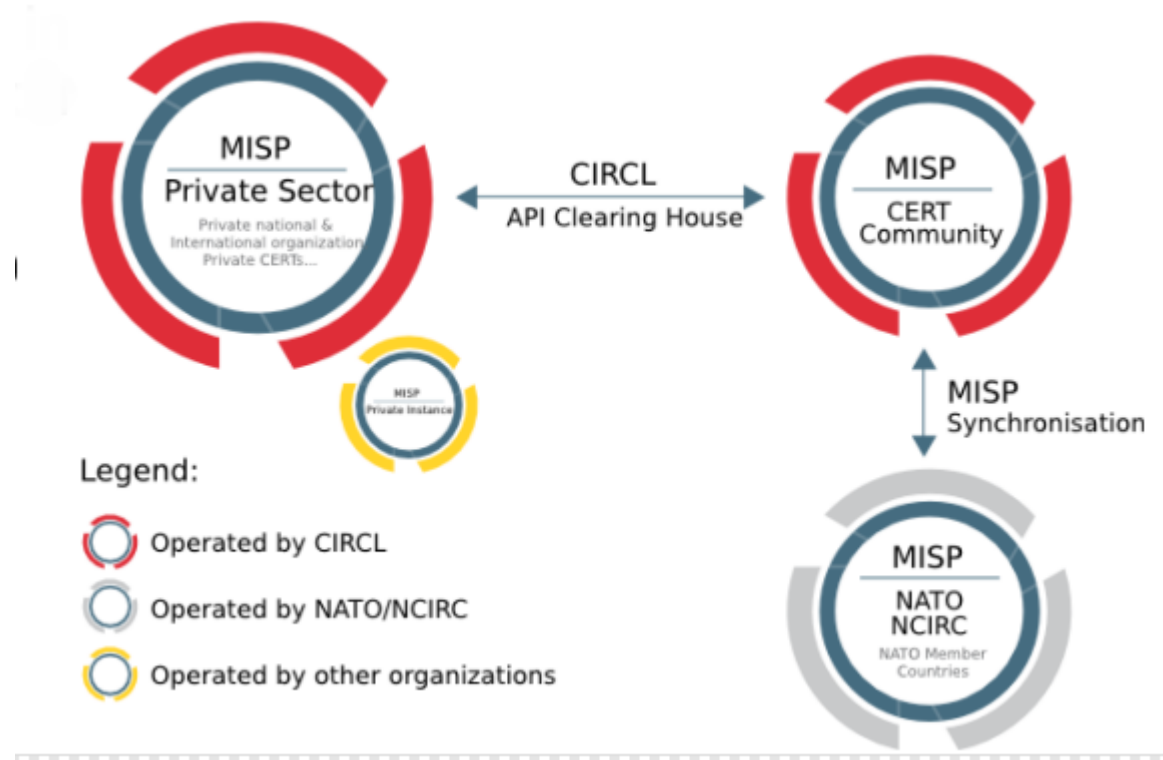 MISP
Private Sector
Private national &
International organization
Private CERTs...
CIRCL
API Clearing House
MISP
CERT
Community
MISP
Private Instance
MISP
Synchronisation
MISP
NATO
NCIRC
NATO Member
Countries
Legend:
Operated by CIRCL
Operated by NATO/NCIRC
Operated by other organizations